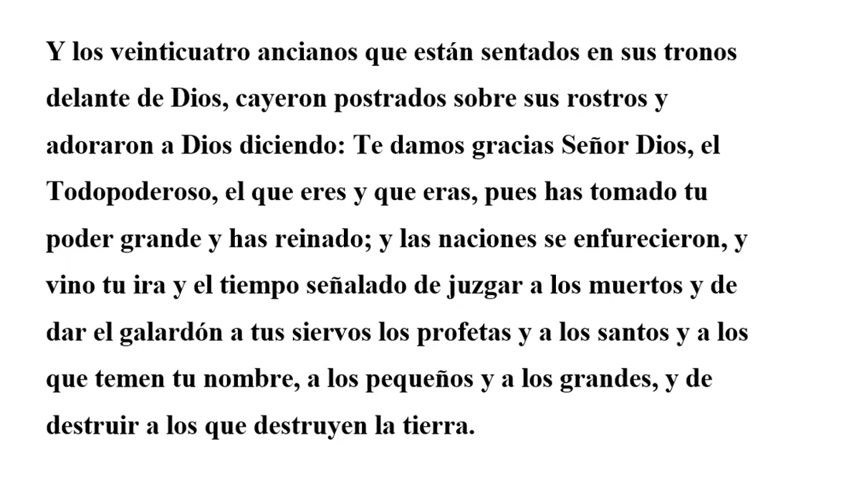 Y los veinticuatro ancianos que están sentados en sus tronos
delante de Dios, cayeron postrados sobre sus rostros y
adoraron a Dios diciendo: Te damos gracias Señor Dios, el
Todopoderoso, el que eres y que eras, pues has tomado tu
poder grande y has reinado; y las naciones se enfurecieron, y
vino tu ira y el tiempo señalado de juzgar a los muertos y de
dar el galardón a tus siervos los profetas y a los santos y a los
que temen tu nombre, a los pequeños y a los grandes, y de
destruir a los que destruyen la tierra.